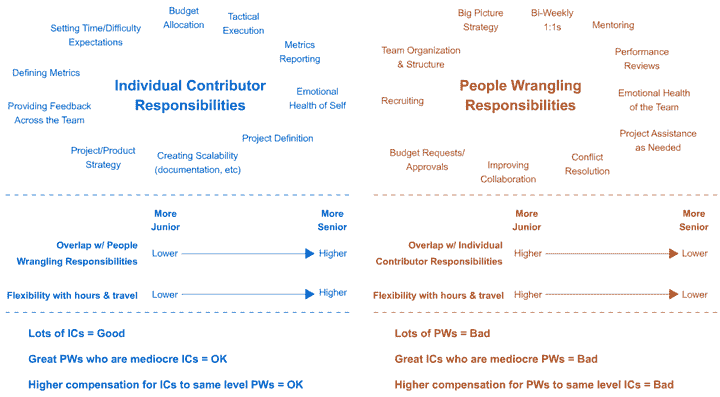 Budget
Allocation
Tactical
Execution
Setting Time/Difficulty
Expectations
Metrics
Reporting
Defining Metrics
Individual Contributor
Responsibilities
Emotional
Health of Self
Providing Feedback
Across the Team
Project Definition
Project/Product
Strategy
Creating Scalability
(documentation, etc)
More
Junior
More
Senior
Overlap w/ People
Wrangling Responsibilities
Lower
Higher
Flexibility with hours & travel
Lower
Higher
Lots of ICs = Good
Great PWs who are mediocre ICs = OK
Higher compensation for ICs to same level PWs = OK
Big Picture
Strategy
Bi-Weekly
1:1s
Mentoring
Team Organization
& Structure
Performance
Reviews
People Wrangling
Responsibilities
Recruiting
Emotional Health
of the Team
Project Assistance
as Needed
Budget Requests/
Approvals
Improving
Collaboration
Conflict
Resolution
More
Junior
More
Senior
Overlap w/ Individual
Contributor Responsibilities
Higher
Lower
Flexibility with hours & travel
Higher
Lower
Lots of PWs = Bad
Great ICs who are mediocre PWs = Bad
Higher compensation for PWs to same level ICs = Bad